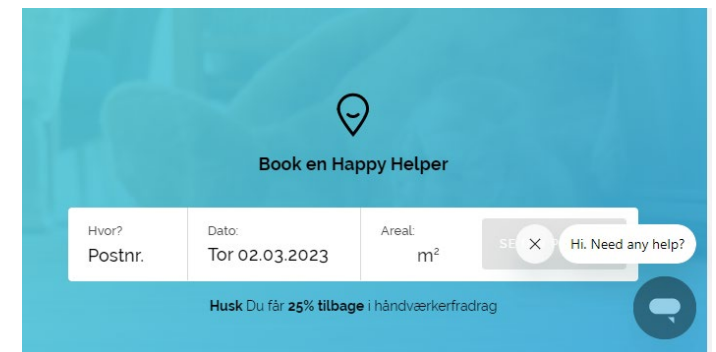 Book en Happy Helper
Hvor?
Postnr.
Dato:
Tor 02.03.2023
Areal:
m²
Hi. Need any help?
Husk Du får 25% tilbage i håndværkerfradrag